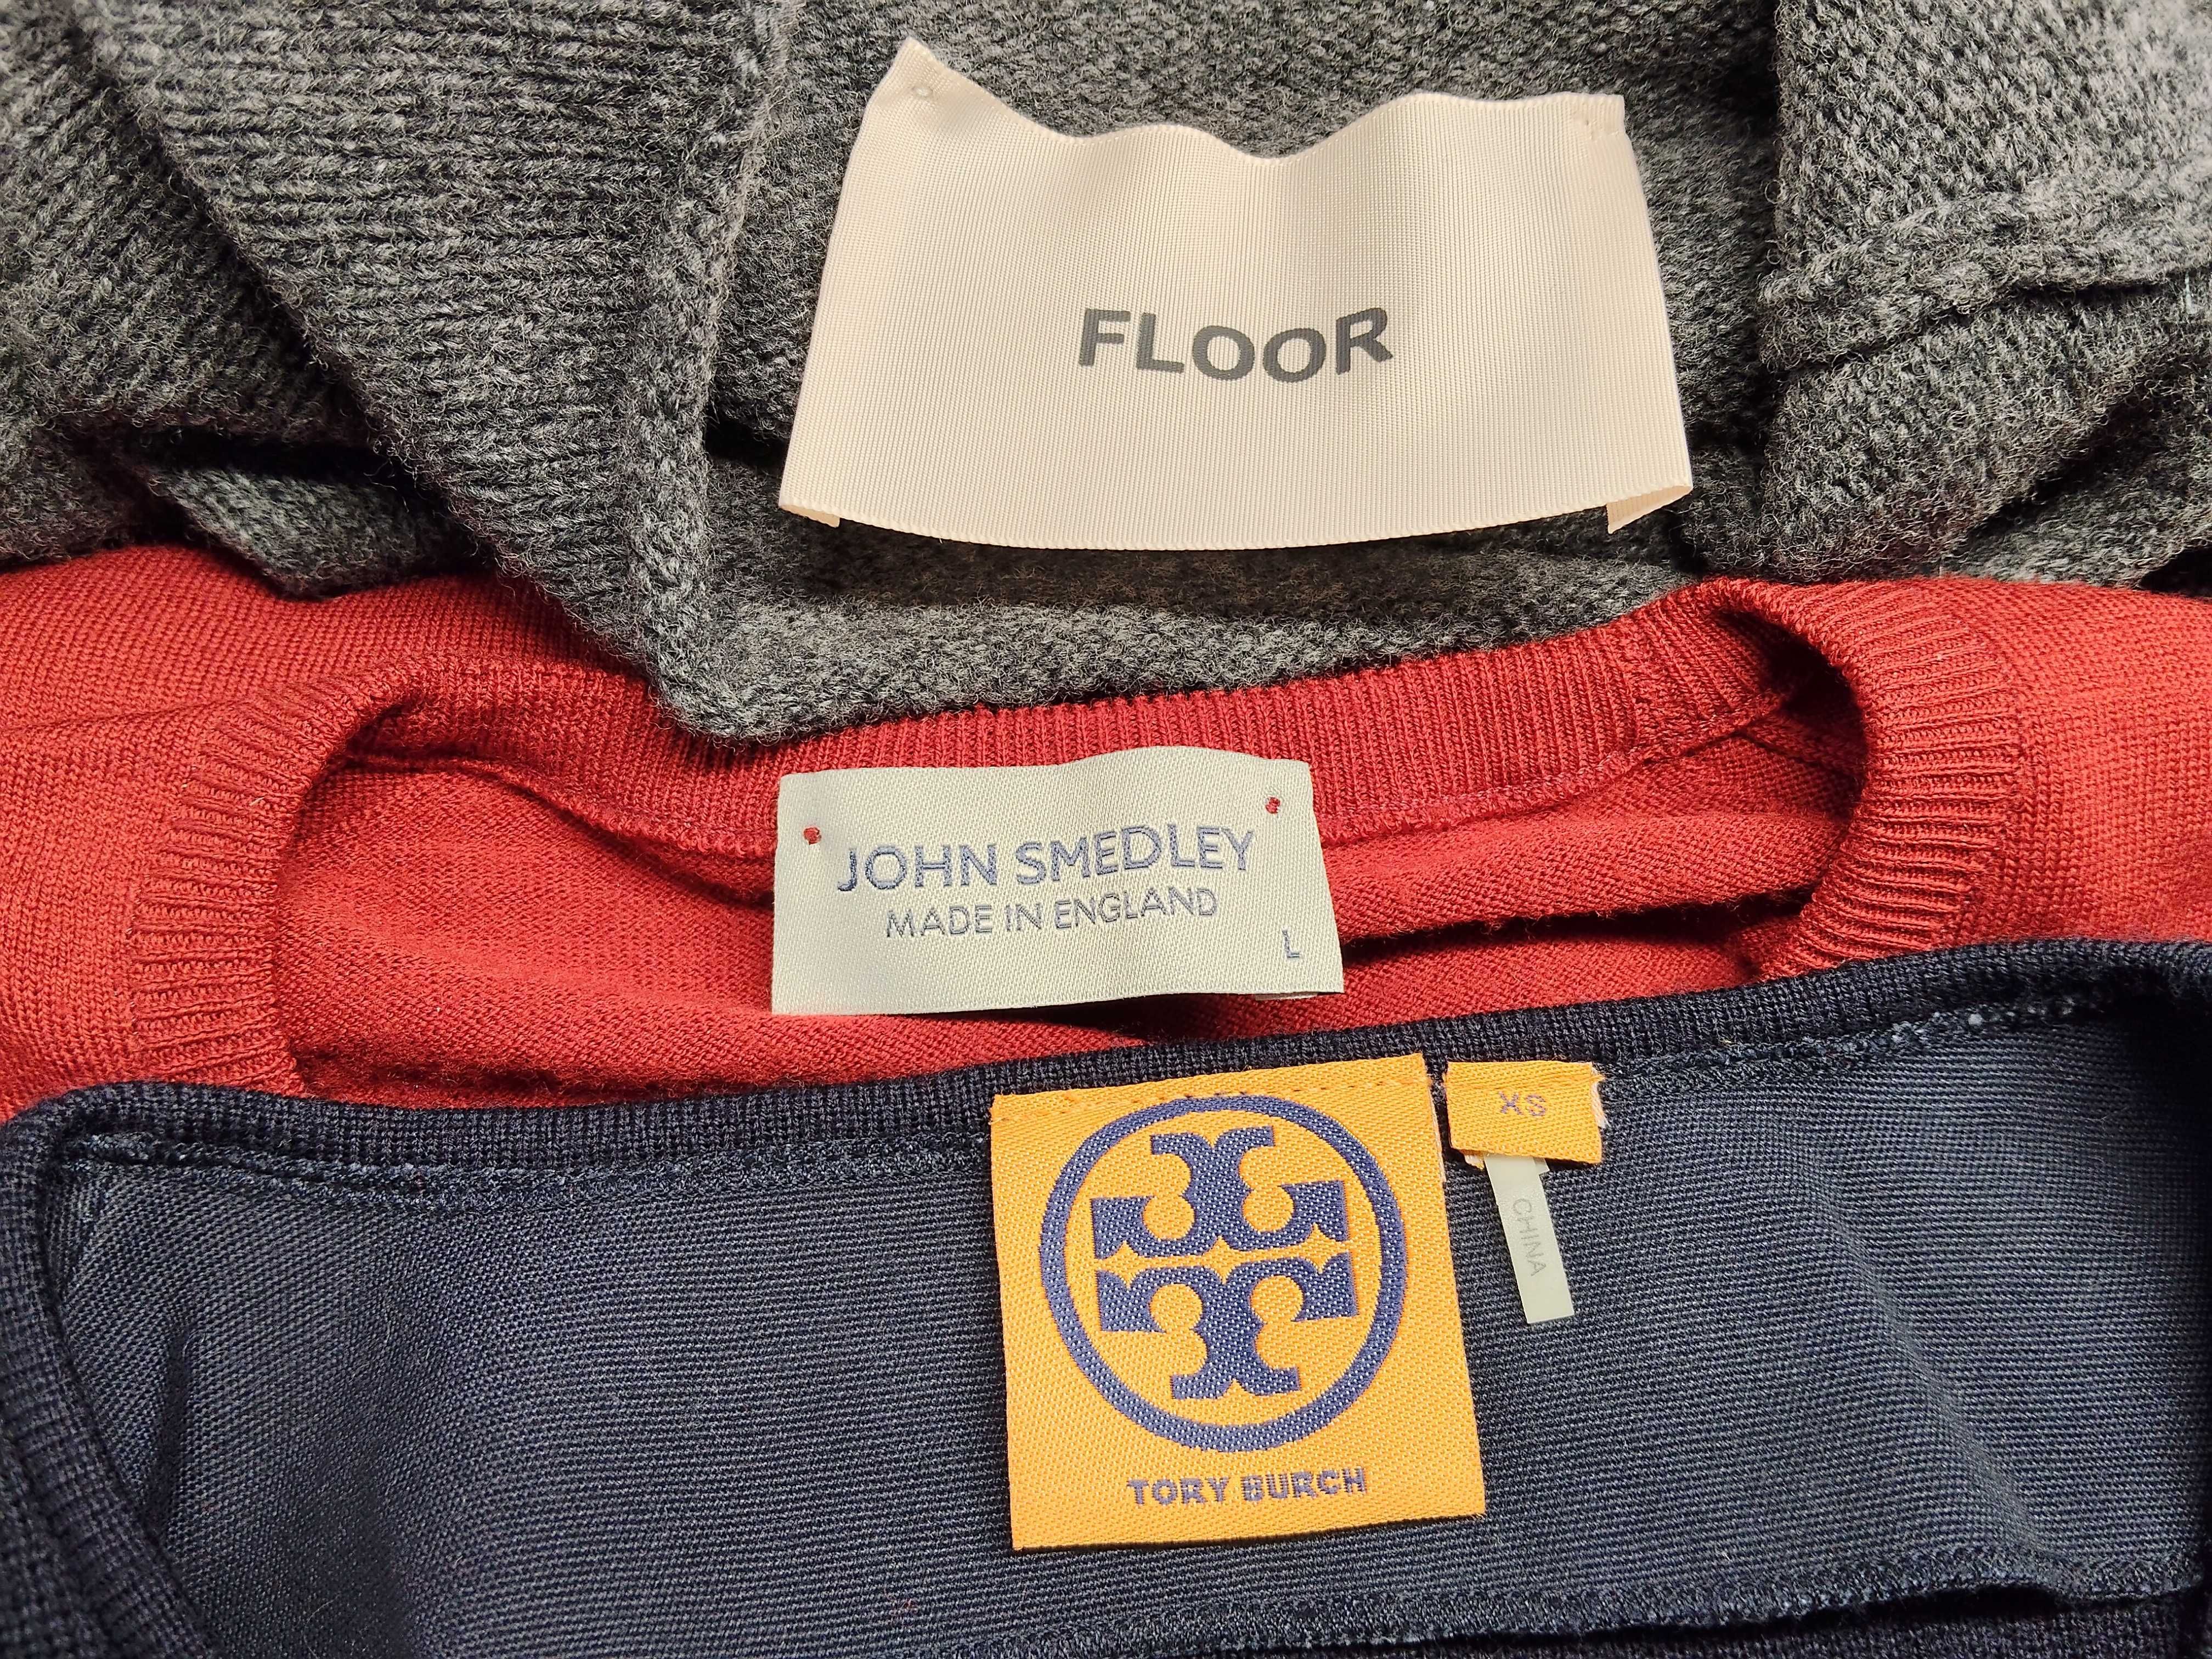 FLOOR
JOHN SMEDLEY
MADE IN ENGLAND
L
XS
CHINA
TORY BURCH